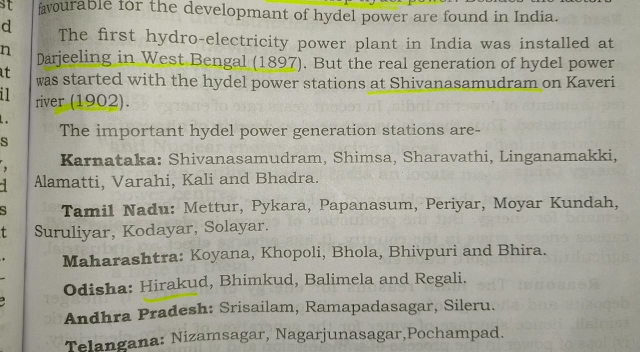 favourable for the developmant of hydel power are found in India.
The first hydro-electricity power plant in India was installed at
Darjeeling in West Bengal (1897). But the real generation of hydel power
was started with the hydel power stations at Shivanasamudram on Kaveri
river (1902).
The important hydel power generation stations are-
Karnataka: Shivanasamudram, Shimsa, Sharavathi, Linganamakki,
Alamatti, Varahi, Kali and Bhadra.
Tamil Nadu: Mettur, Pykara, Papanasum, Periyar, Moyar Kundah,
Suruliyar, Kodayar, Solayar.
Maharashtra: Koyana, Khopoli, Bhola, Bhivpuri and Bhira.
Odisha: Hirakud, Bhimkud, Balimela and Regali.
Andhra Pradesh: Srisailam, Ramapadasagar, Sileru.
Telangana: Nizamsagar, Nagarjunasagar,Pochampad.